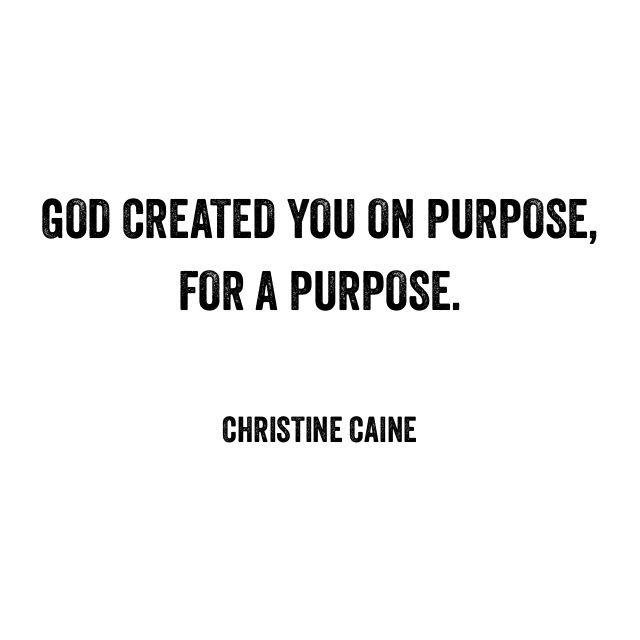 GOD CREATED YOU ON PURPOSE,
FOR A PURPOSE.
CHRISTINE CAINE